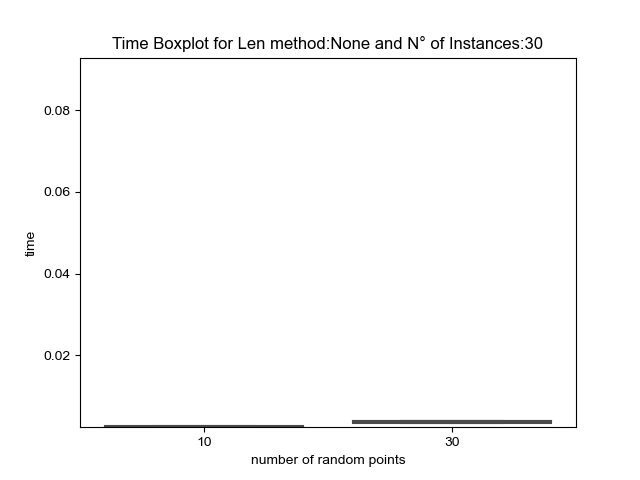 Time Boxplot for Len method:None and N° of Instances:30
0.08
0.06
0.04
0.02
time
10 30
number of random points